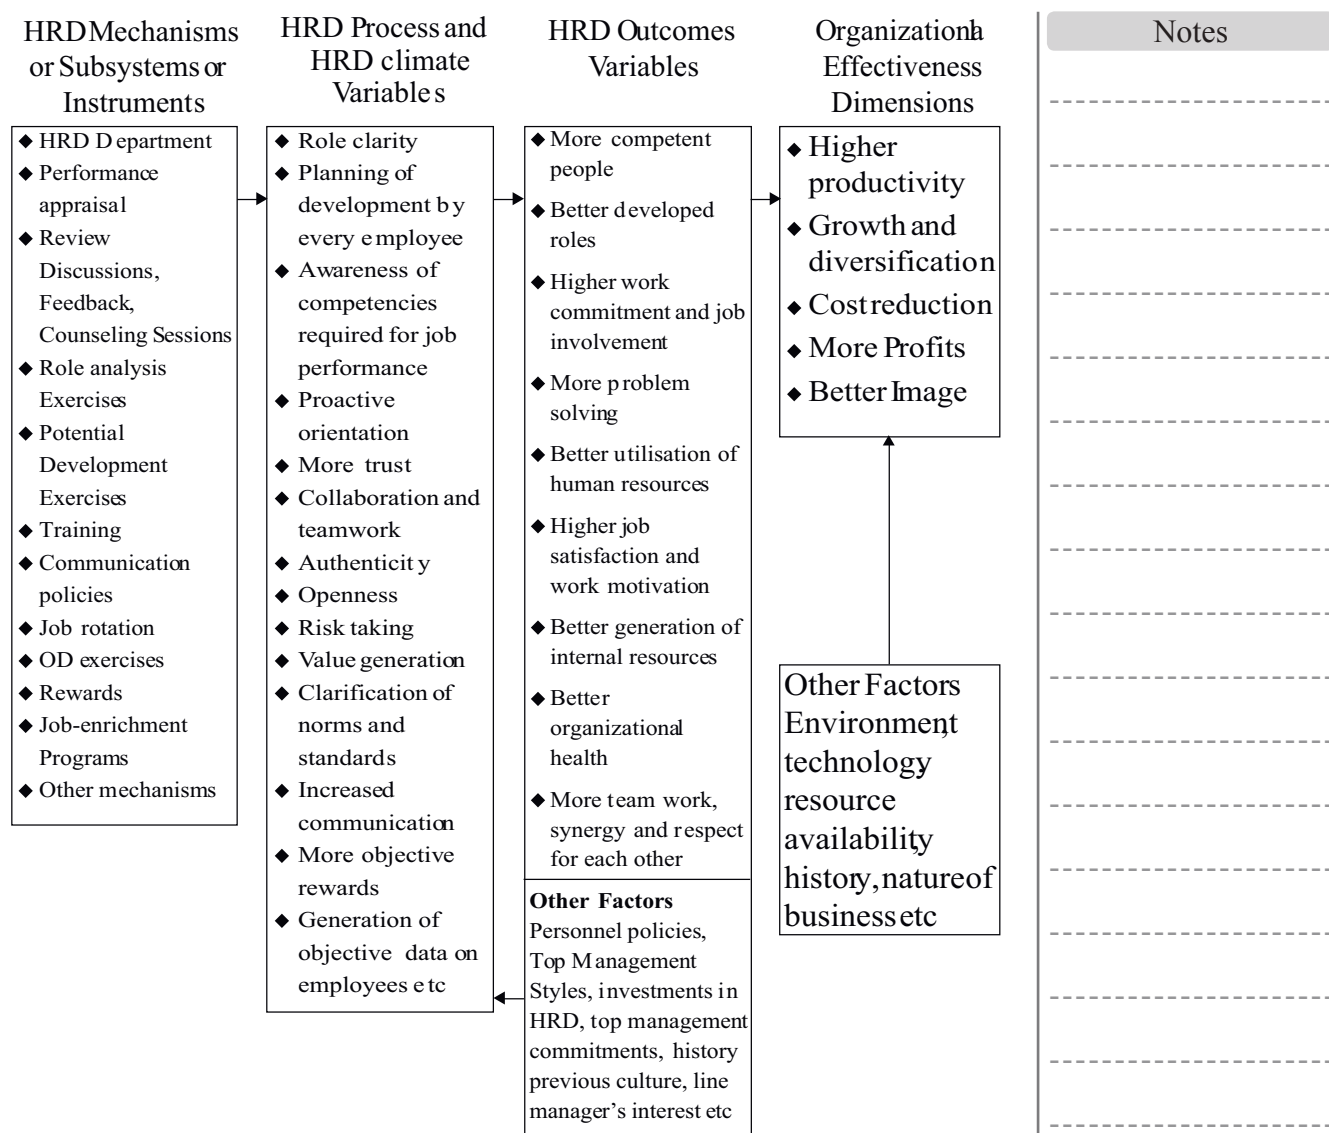 HRD Mechanisms
or Subsystems or
Instruments
◆ HRD Department
◆ Performance
appraisal
◆ Review
Discussions,
Feedback,
Counseling Sessions
◆ Role analysis
Exercises
◆ Potential
Development
Exercises
◆ Training
◆ Communication
policies
◆ Job rotation
◆ OD exercises
◆ Rewards
◆ Job-enrichment
Programs
◆ Other mechanisms
HRD Process and
HRD climate
Variables
◆ Role clarity
◆ Planning of
development by
every employee
◆ Awareness of
competencies
required for job
performance
◆ Proactive
orientation
◆ More trust
◆ Collaboration and
teamwork
◆ Authenticity
◆ Openness
◆ Risk taking
◆ Value generation
◆ Clarification of
norms and
standards
◆ Increased
communication
◆ More objective
rewards
◆ Generation of
objective data on
employees etc
HRD Outcomes
Variables
◆ More competent
people
◆ Better developed
roles
◆ Higher work
commitment and job
involvement
◆ More problem
solving
◆ Better utilisation of
human resources
◆ Higher job
satisfaction and
work motivation
◆ Better generation of
internal resources
◆ Better
organizational
health
◆ More team work,
synergy and respect
for each other
Other Factors
Personnel policies,
Top Management
Styles, investments in
HRD, top management
commitments, history
previous culture, line
manager's interest etc
Organizational
Effectiveness
Dimensions
◆ Higher
productivity
◆ Growth and
diversification
◆ Cost reduction
◆ More Profits
◆ Better Image
Other Factors
Environment,
technology,
resource
availability,
history, nature of
business etc
Notes